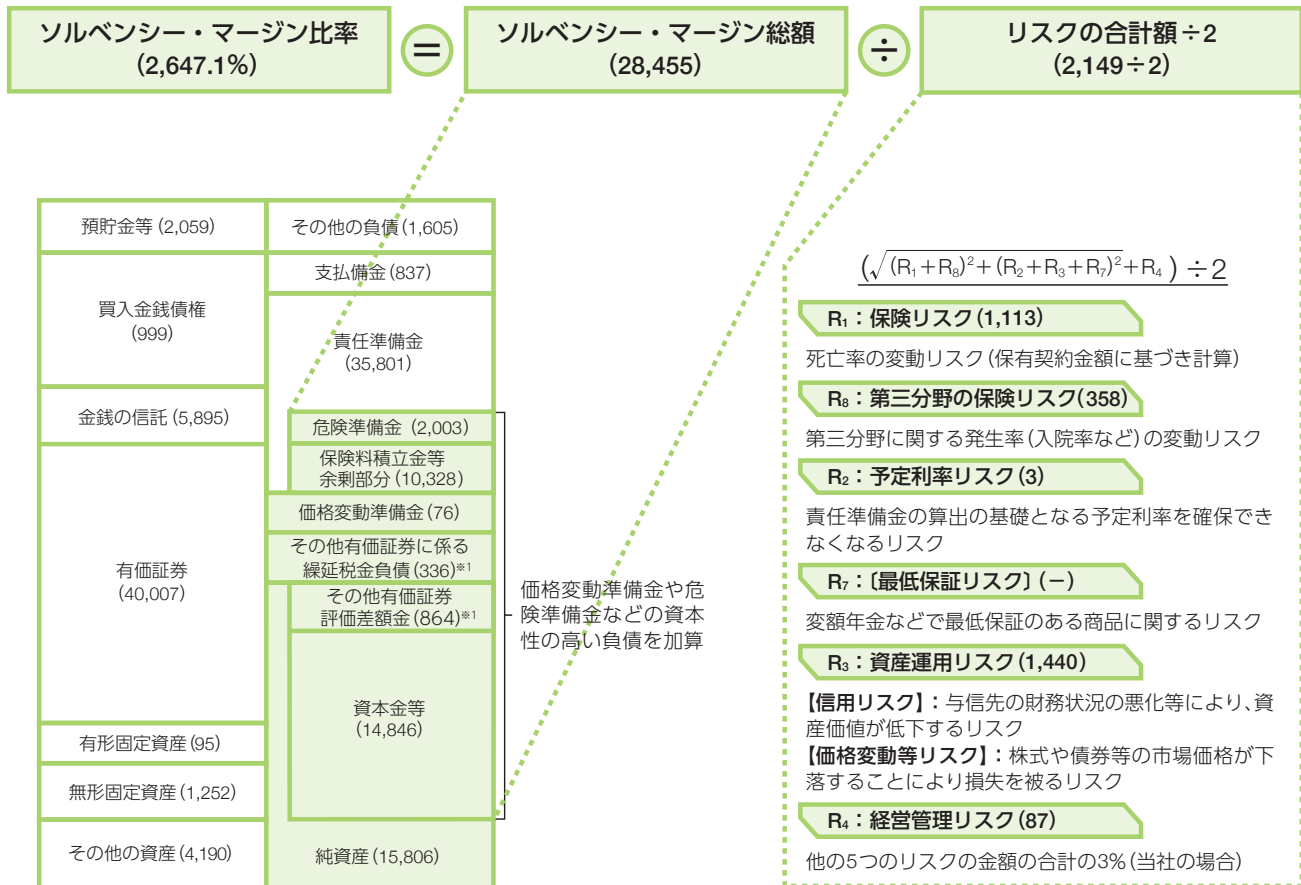 ソルベンシー・マージン比率
(2,647.1%)
=
ソルベンシー・マージン総額
(28,455)
÷
リスクの合計額÷2
(2,149÷2)
預貯金等(2,059)
買入金銭債権
(999)
金銭の信託(5,895)
有価証券
(40,007)
有形固定資産(95)
無形固定資産(1,252)
その他の資産(4,190)
その他の負債(1,605)
支払備金(837)
責任準備金
(35,801)
危険準備金 (2,003)
保険料積立金等
余剰部分(10,328)
価格変動準備金(76)
その他有価証券に係る
繰延税金負債(336)※1
その他有価証券
評価差額金(864)※1
資本金等
(14,846)
純資産(15,806)
価格変動準備金や危
険準備金などの資本
性の高い負債を加算
(√(R₁+R₈)²+(R₂+R₃+R₇)²+R₄ ) ÷2
R₁:保険リスク(1,113)
死亡率の変動リスク(保有契約金額に基づき計算)
R₈:第三分野の保険リスク(358)
第三分野に関する発生率(入院率など)の変動リスク
R₂:予定利率リスク(3)
責任準備金の算出の基礎となる予定利率を確保でき
なくなるリスク
R₇:〔最低保証リスク〕(−)
変額年金などで最低保証のある商品に関するリスク
R₃:資産運用リスク(1,440)
【信用リスク】:与信先の財務状況の悪化等により、資
産価値が低下するリスク
【価格変動等リスク】:株式や債券等の市場価格が下
落することにより損失を被るリスク
R₄:経営管理リスク(87)
他の5つのリスクの金額の合計の3%(当社の場合)